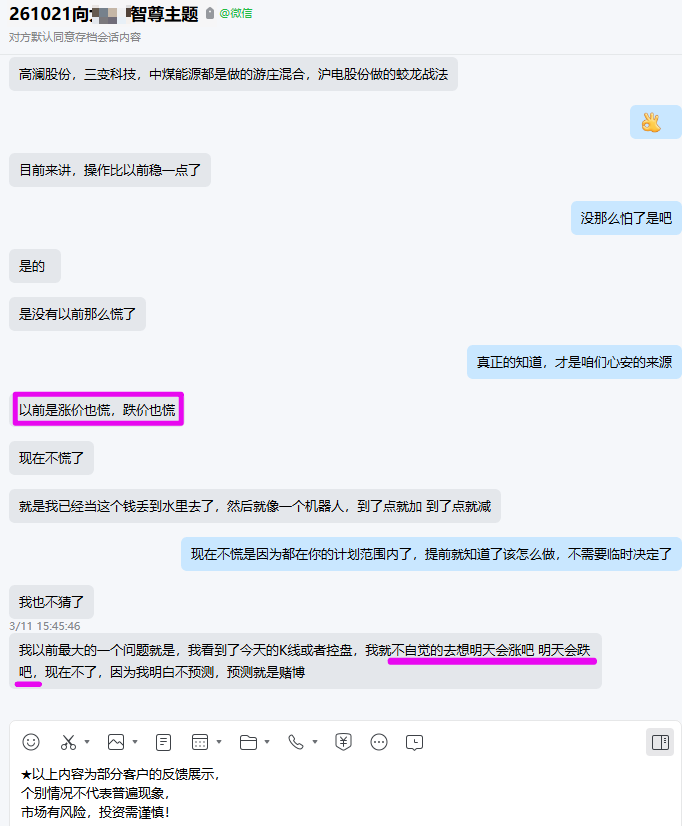 261021向 智尊主题 @微信
对方默认同意存档会话内容
高澜股份，三变科技，中煤能源都是做的游庄混合，沪电股份做的蛟龙战法
目前来讲，操作比以前稳一点了
没那么怕了是吧
是的
是没有以前那么慌了
真正的知道，才是咱们心安的来源
以前是涨价也慌，跌价也慌
现在不慌了
就是我已经当这个钱丢到水里去了，然后就像一个机器人，到了点就加 到了点就减
现在不慌是因为都在你的计划范围内了，提前就知道了该怎么做，不需要临时决定了
我也不猜了
3/11 15:45:46
我以前最大的一个问题就是，我看到了今天的K线或者控盘，我就不自觉的去想明天会涨吧 明天会跌
吧，现在不了，因为我明白不预测，预测就是赌博
★以上内容为部分客户的反馈展示，
个别情况不代表普遍现象，
市场有风险，投资需谨慎！